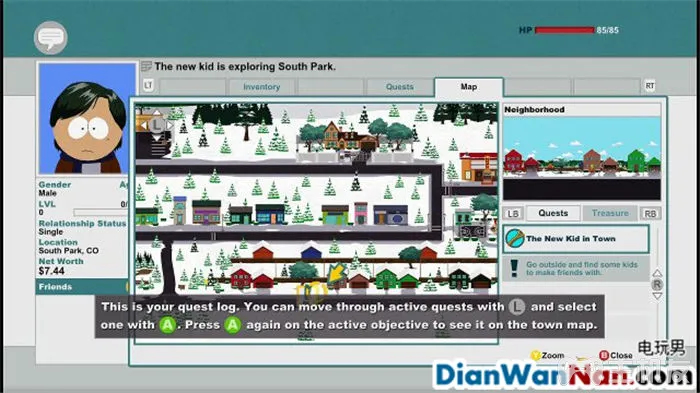 HP 85/85
The new kid is exploring South Park.
LT Inventory Quests Map RT
L
Neighborhood
Gender Ag
Male
LVL 0/
0
Relationship Status
Single
Location
South Park, CO
Net Worth
$7.44
Friends
LB Quests Treasure RB
The New Kid in Town
Go outside and find some kids
to make friends with.
R
This is your quest log. You can move through active quests with L and select
one with A. Press A again on the active objective to see it on the town map.
Y Zoom B Close
电玩男
DianWanNan.com